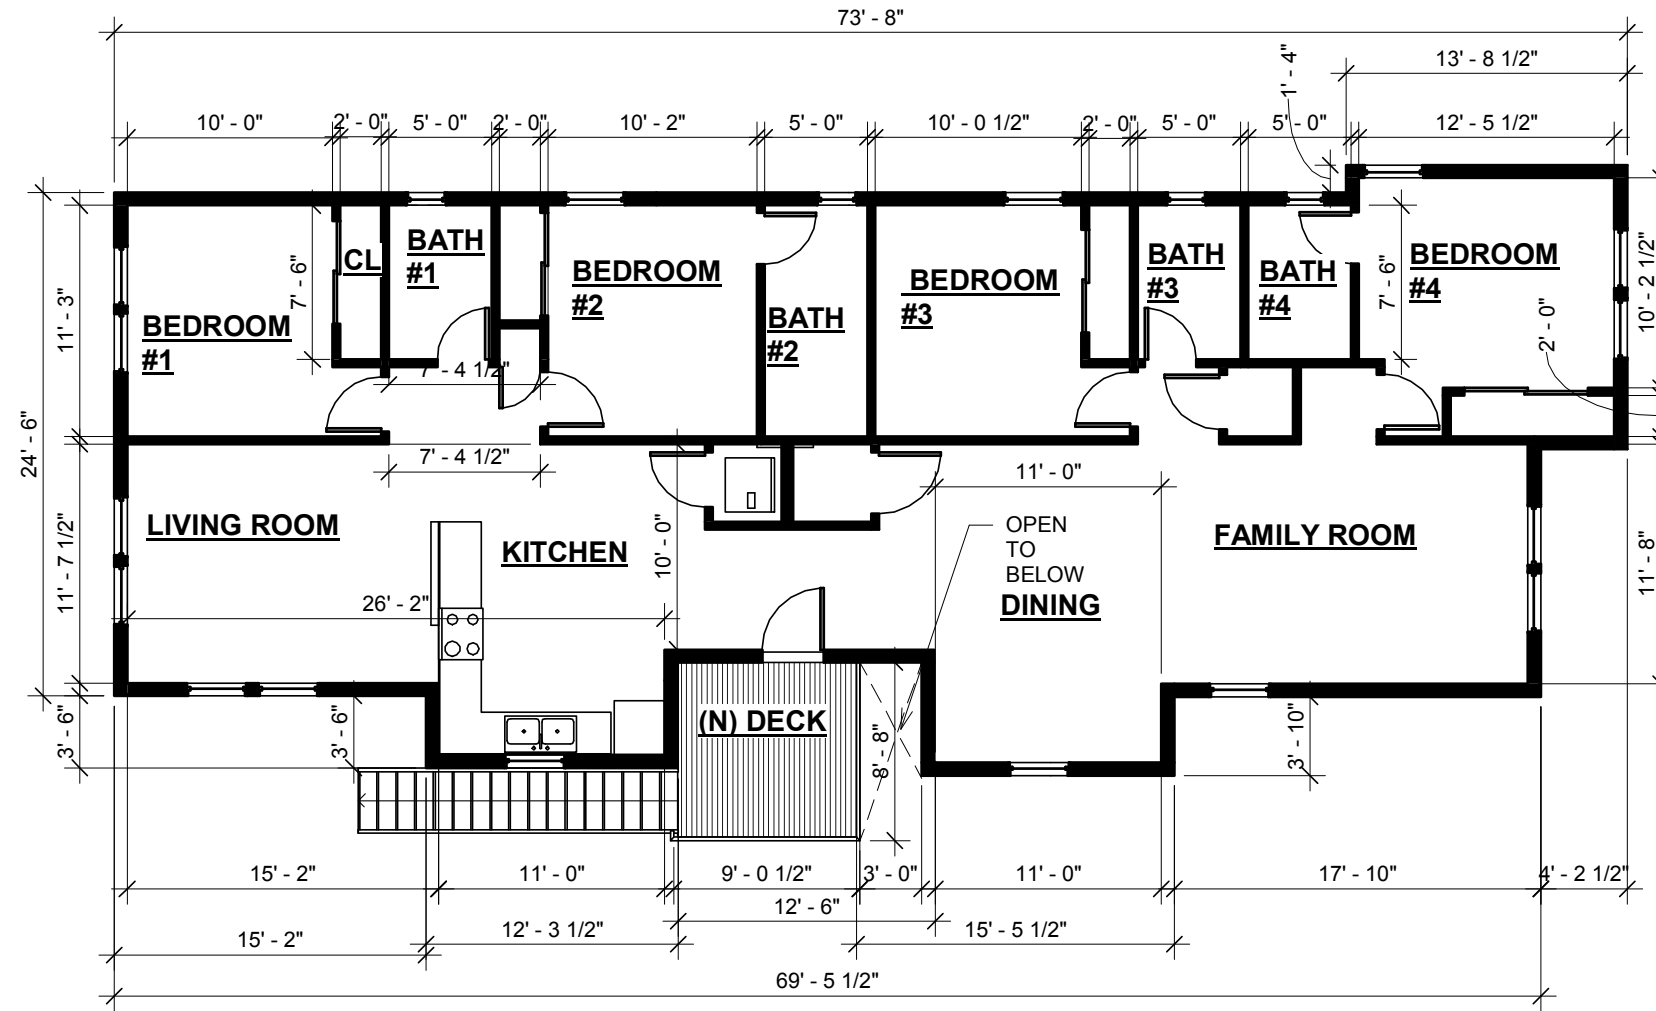 73' - 8"
13' - 8 1/2"
1' - 4"
10' - 0"
2' - 0"
5' - 0"
2' - 0"
10' - 2"
5' - 0"
10' - 0 1/2"
2' - 0"
5' - 0"
5' - 0"
12' - 5 1/2"
24' - 6"
11' - 3"
7' - 6"
CL
BATH
#1
BEDROOM
#1
BEDROOM
#2
BATH
#2
BEDROOM
#3
BATH
#3
BATH
#4
7' - 6"
BEDROOM
#4
2' - 0"
10' - 2 1/2"
7' - 4 1/2"
7' - 4 1/2"
11' - 0"
11' - 7 1/2"
LIVING ROOM
KITCHEN
10' - 0"
OPEN
TO
BELOW
DINING
FAMILY ROOM
11' - 8"
26' - 2"
3' - 6"
3' - 6"
(N) DECK
8' - 8"
3' - 10"
15' - 2"
11' - 0"
9' - 0 1/2"
3' - 0"
11' - 0"
17' - 10"
4' - 2 1/2"
12' - 6"
15' - 2"
12' - 3 1/2"
15' - 5 1/2"
69' - 5 1/2"